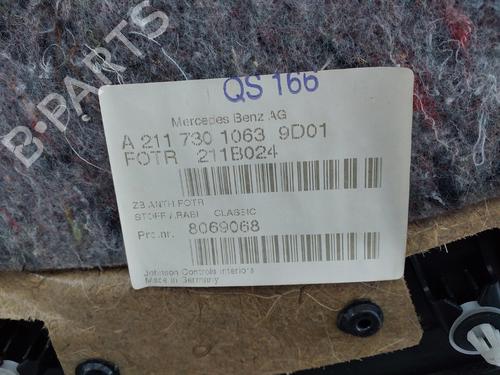 B-PARTS
QS 166
Mercedes Benz AG
A 211 730 1063 9D01
FOTR 211B024
ZB ANTH FOTR
STOFF / RABI CLASSIC
Pro.nr. 8069068
Johnson Controls Interiors
Made in Germany